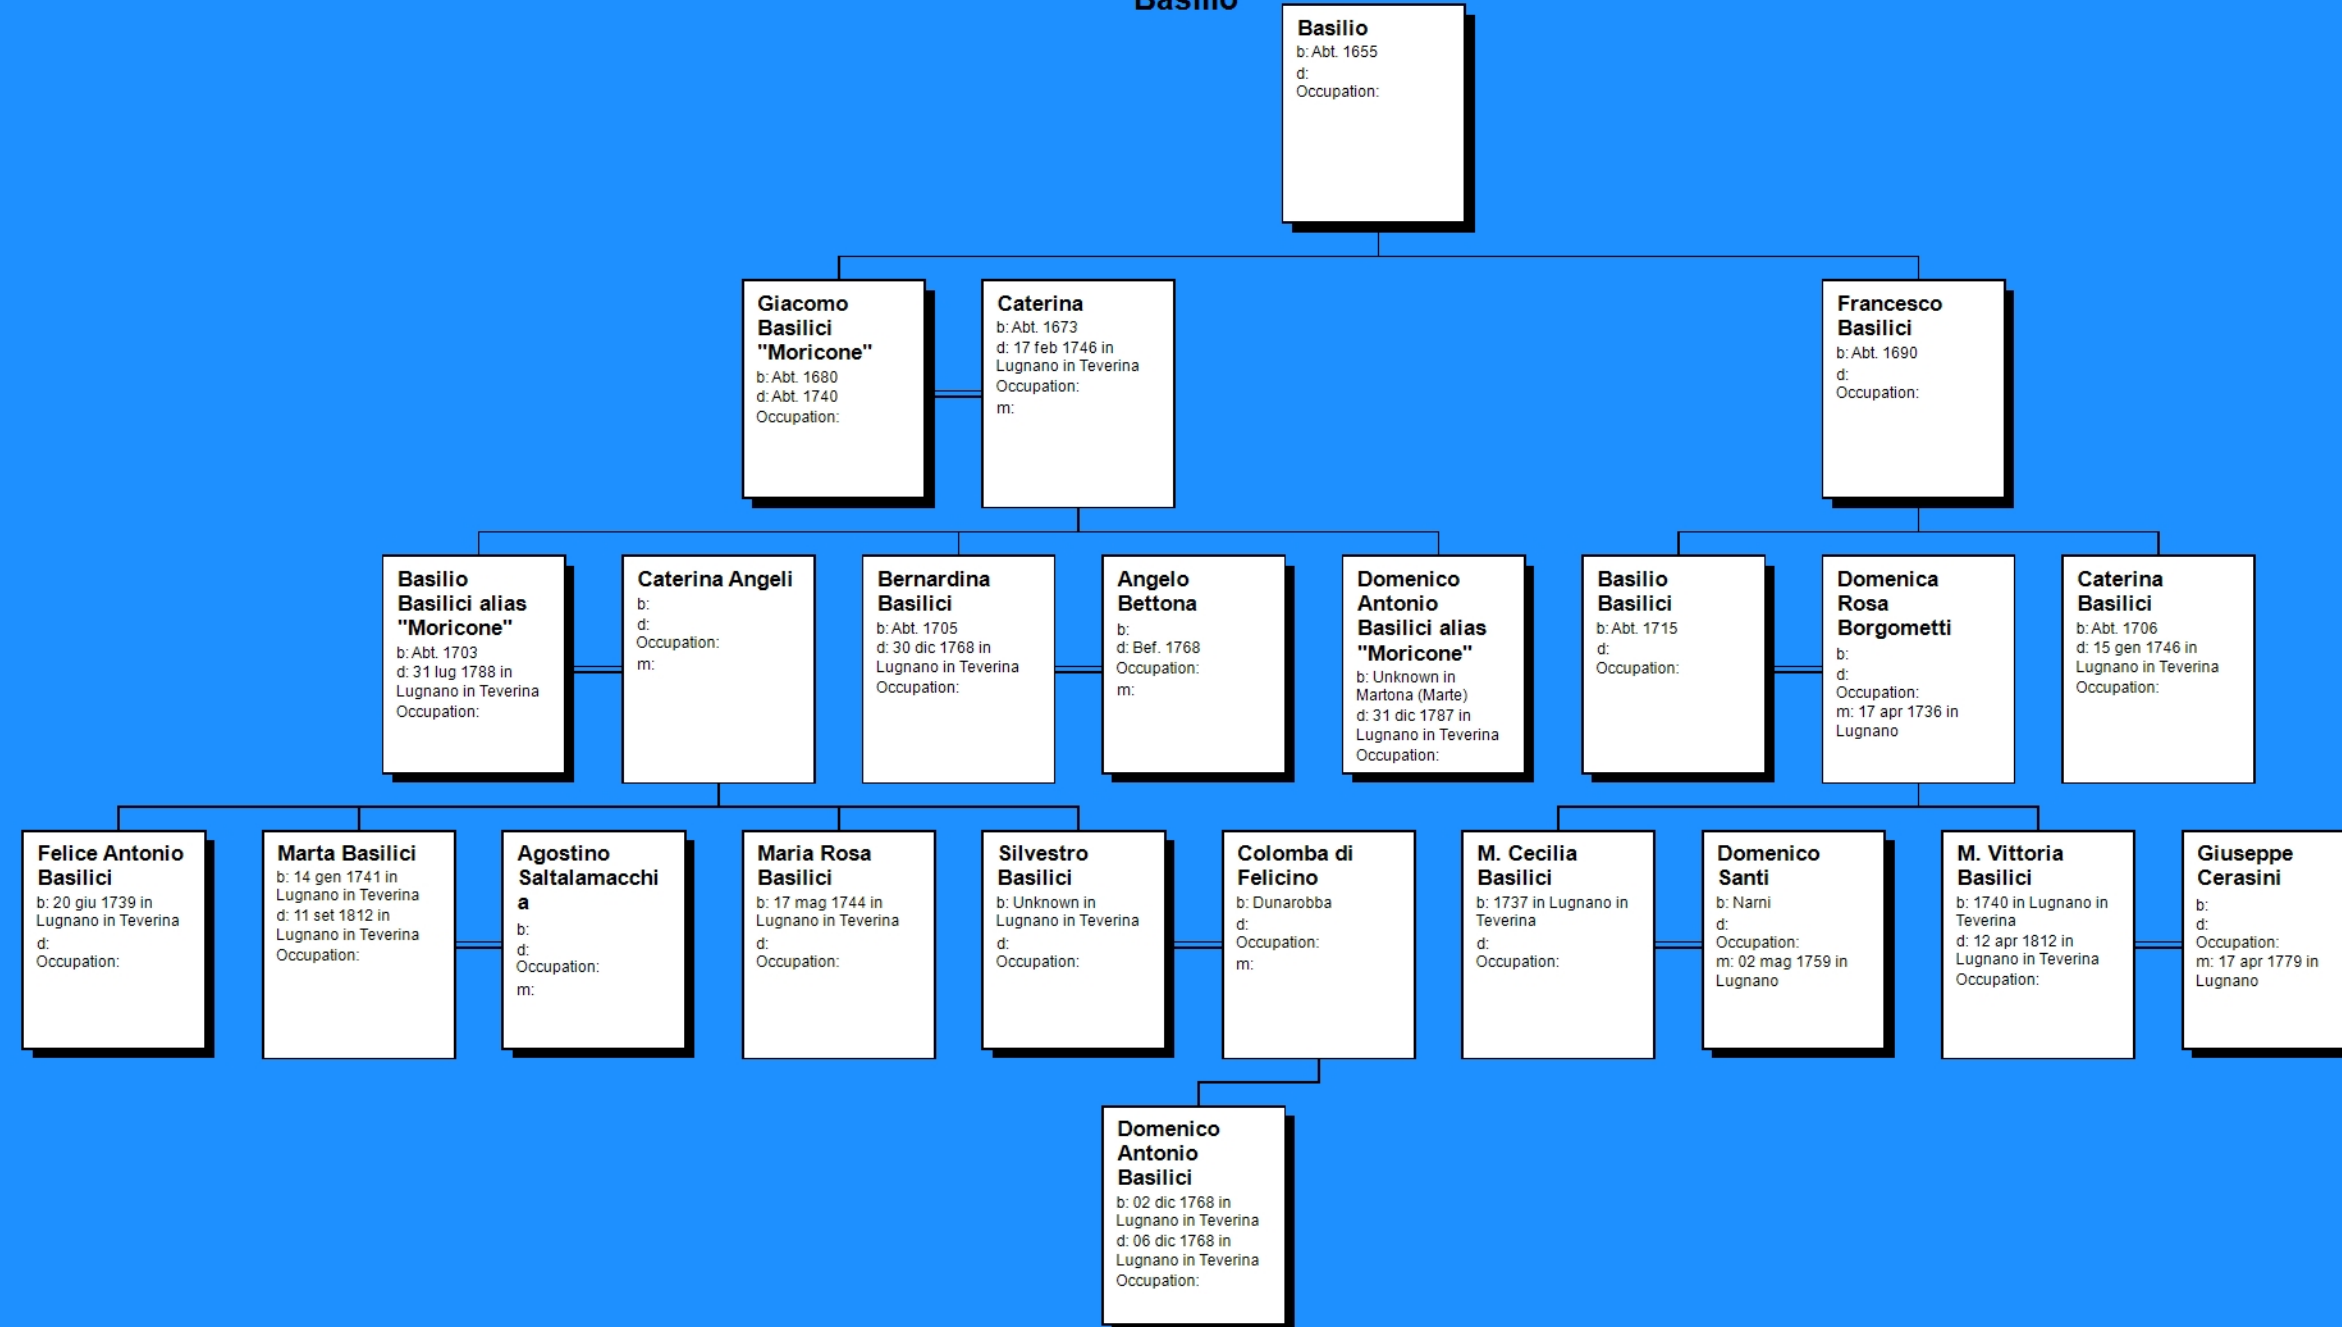 Basilio
Basilio
b: Abt. 1655
d:
Occupation:
Giacomo
Basilici
"Moricone"
b: Abt. 1680
d: Abt. 1740
Occupation:
Caterina
b: Abt. 1673
d: 17 feb 1746 in
Lugnano in Teverina
Occupation:
m:
Francesco
Basilici
b: Abt. 1690
d:
Occupation:
Basilio
Basilici alias
"Moricone"
b: Abt. 1703
d: 31 lug 1788 in
Lugnano in Teverina
Occupation:
Caterina Angeli
b:
d:
Occupation:
m:
Bernardina
Basilici
b: Abt. 1705
d: 30 dic 1768 in
Lugnano in Teverina
Occupation:
Angelo
Bettona
b:
d: Bef. 1768
Occupation:
m:
Domenico
Antonio
Basilici alias
"Moricone"
b: Unknown in
Martona (Marte)
d: 31 dic 1787 in
Lugnano in Teverina
Occupation:
Basilio
Basilici
b: Abt. 1715
d:
Occupation:
Domenica
Rosa
Borgometti
b:
d:
Occupation:
m: 17 apr 1736 in
Lugnano
Caterina
Basilici
b: Abt. 1706
d: 15 gen 1746 in
Lugnano in Teverina
Occupation:
Felice Antonio
Basilici
b: 20 giu 1739 in
Lugnano in Teverina
d:
Occupation:
Marta Basilici
b: 14 gen 1741 in
Lugnano in Teverina
d: 11 set 1812 in
Lugnano in Teverina
Occupation:
Agostino
Saltalamacchi
a
b:
d:
Occupation:
m:
Maria Rosa
Basilici
b: 17 mag 1744 in
Lugnano in Teverina
d:
Occupation:
Silvestro
Basilici
b: Unknown in
Lugnano in Teverina
d:
Occupation:
Colomba di
Felicino
b: Dunarobba
d:
Occupation:
m:
M. Cecilia
Basilici
b: 1737 in Lugnano in
Teverina
d:
Occupation:
Domenico
Santi
b: Narni
d:
Occupation:
m: 02 mag 1759 in
Lugnano
M. Vittoria
Basilici
b: 1740 in Lugnano in
Teverina
d: 12 apr 1812 in
Lugnano in Teverina
Occupation:
Giuseppe
Cerasini
b:
d:
Occupation:
m: 17 apr 1779 in
Lugnano
Domenico
Antonio
Basilici
b: 02 dic 1768 in
Lugnano in Teverina
d: 06 dic 1768 in
Lugnano in Teverina
Occupation: